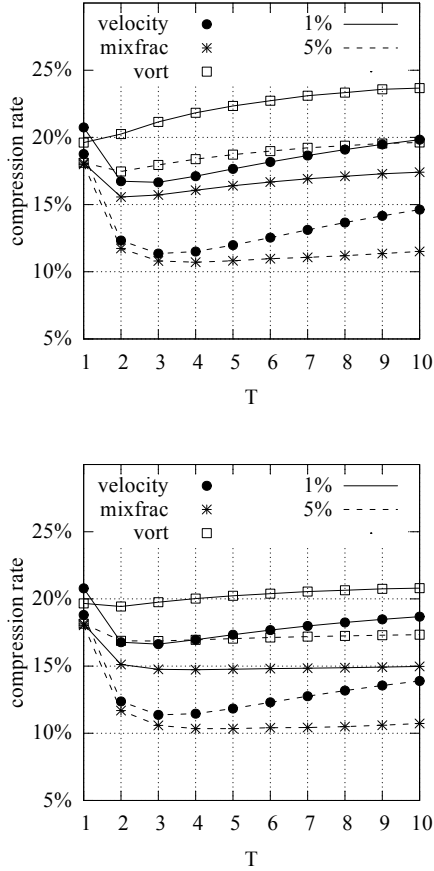 velocity 1%
mixfrac 5%
vort
25%
20%
15%
10%
5%
compression rate
1 2 3 4 5 6 7 8 9 10
T
velocity 1%
mixfrac 5%
vort
25%
20%
15%
10%
5%
compression rate
1 2 3 4 5 6 7 8 9 10
T